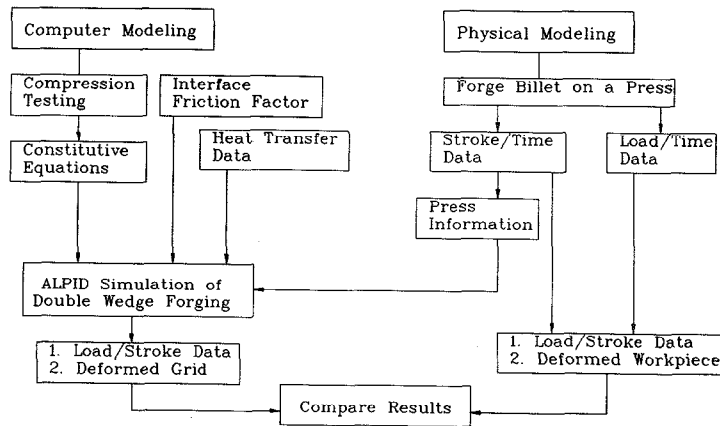 Computer Modeling
Physical Modeling
Compression
Testing
Interface
Friction Factor
Forge Billet on a Press
Heat Transfer
Data
Stroke/Time
Data
Load/Time
Data
Constitutive
Equations
Press
Information
ALPID Simulation of
Double Wedge Forging
1. Load/Stroke Data
2. Deformed Grid
1. Load/Stroke Data
2. Deformed Workpiece
Compare Results